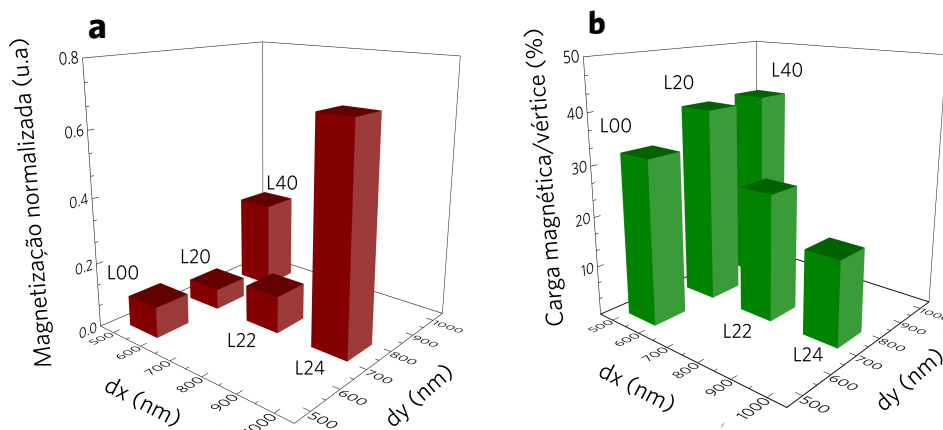 a
Magnetização normalizada (u.a)
0.8
0.6
0.4
0.2
0.0
L00
L20
L40
L22
L24
500
600
700
800
900
1000
dx (nm)
500
600
700
800
900
1000
dy (nm)
b
Carga magnética/vértice (%)
50
40
30
20
10
L00
L20
L40
L22
L24
500
600
700
800
900
1000
dx (nm)
500
600
700
800
900
1000
dy (nm)